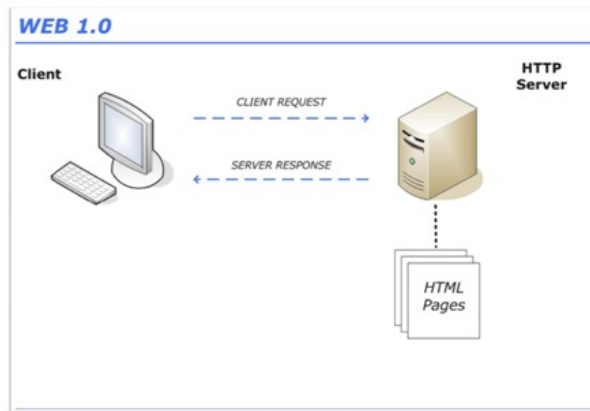 WEB 1.0
Client
HTTP
Server
CLIENT REQUEST
SERVER RESPONSE
HTML
Pages